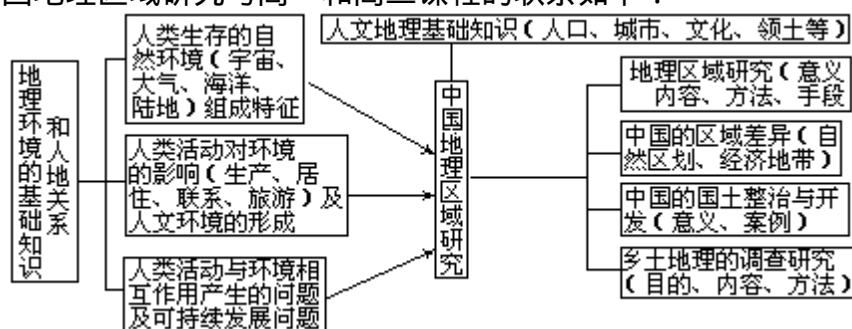 国地理区域研究与高 和高 课程的联系如下：
人文地理基础知识（人口、城市、文化、领土等）
地理环境的基础知识
和人地关系
人类生存的自
然环境（宇宙、
大气、海洋、
陆地）组成特征
人类活动对环境
的影响（生产、居
住、联系、旅游）及
人文环境的形成
人类活动与环境相
互作用产生的问题
及可持续发展问题
中国地理区域研究
地理区域研究（意义
内容、方法、手段
中国的区域差异（自
然区划、经济地带）
中国的国土整治与开
发（意义、案例）
乡土地理的调查研究
（目的、内容、方法）